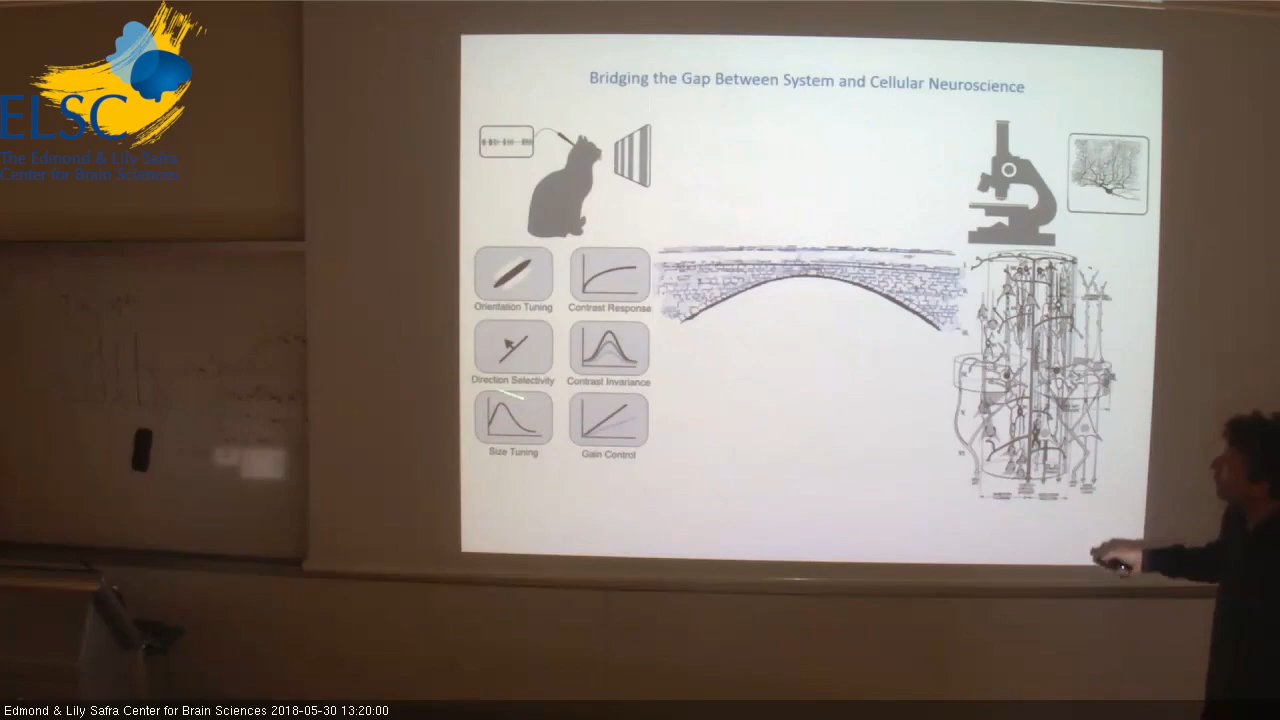 ELSC
The Edmond & Lily Safra
Center for Brain Sciences
Bridging the Gap Between System and Cellular Neuroscience
Orientation Tuning
Contrast Response
Direction Selectivity
Contrast Invariance
Size Tuning
Gain Control
Edmond & Lily Safra Center for Brain Sciences 2018-05-30 13:20:00